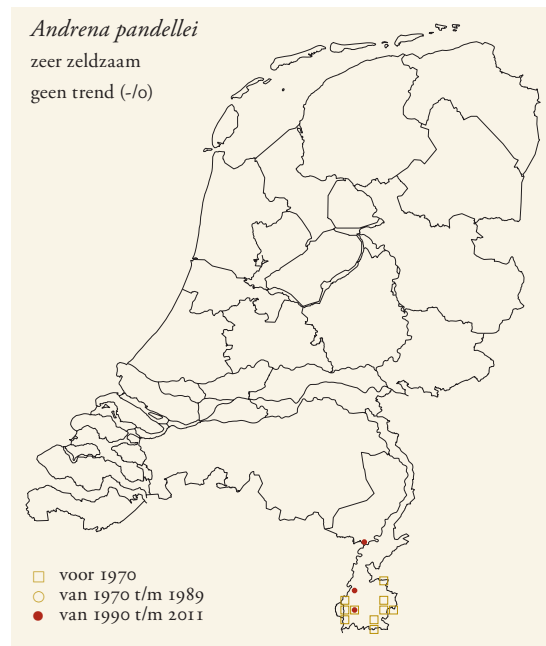 Andrena pandellei
zeer zeldzaam
geen trend (-/0)
voor 1970
van 1970 t/m 1989
van 1990 t/m 2011